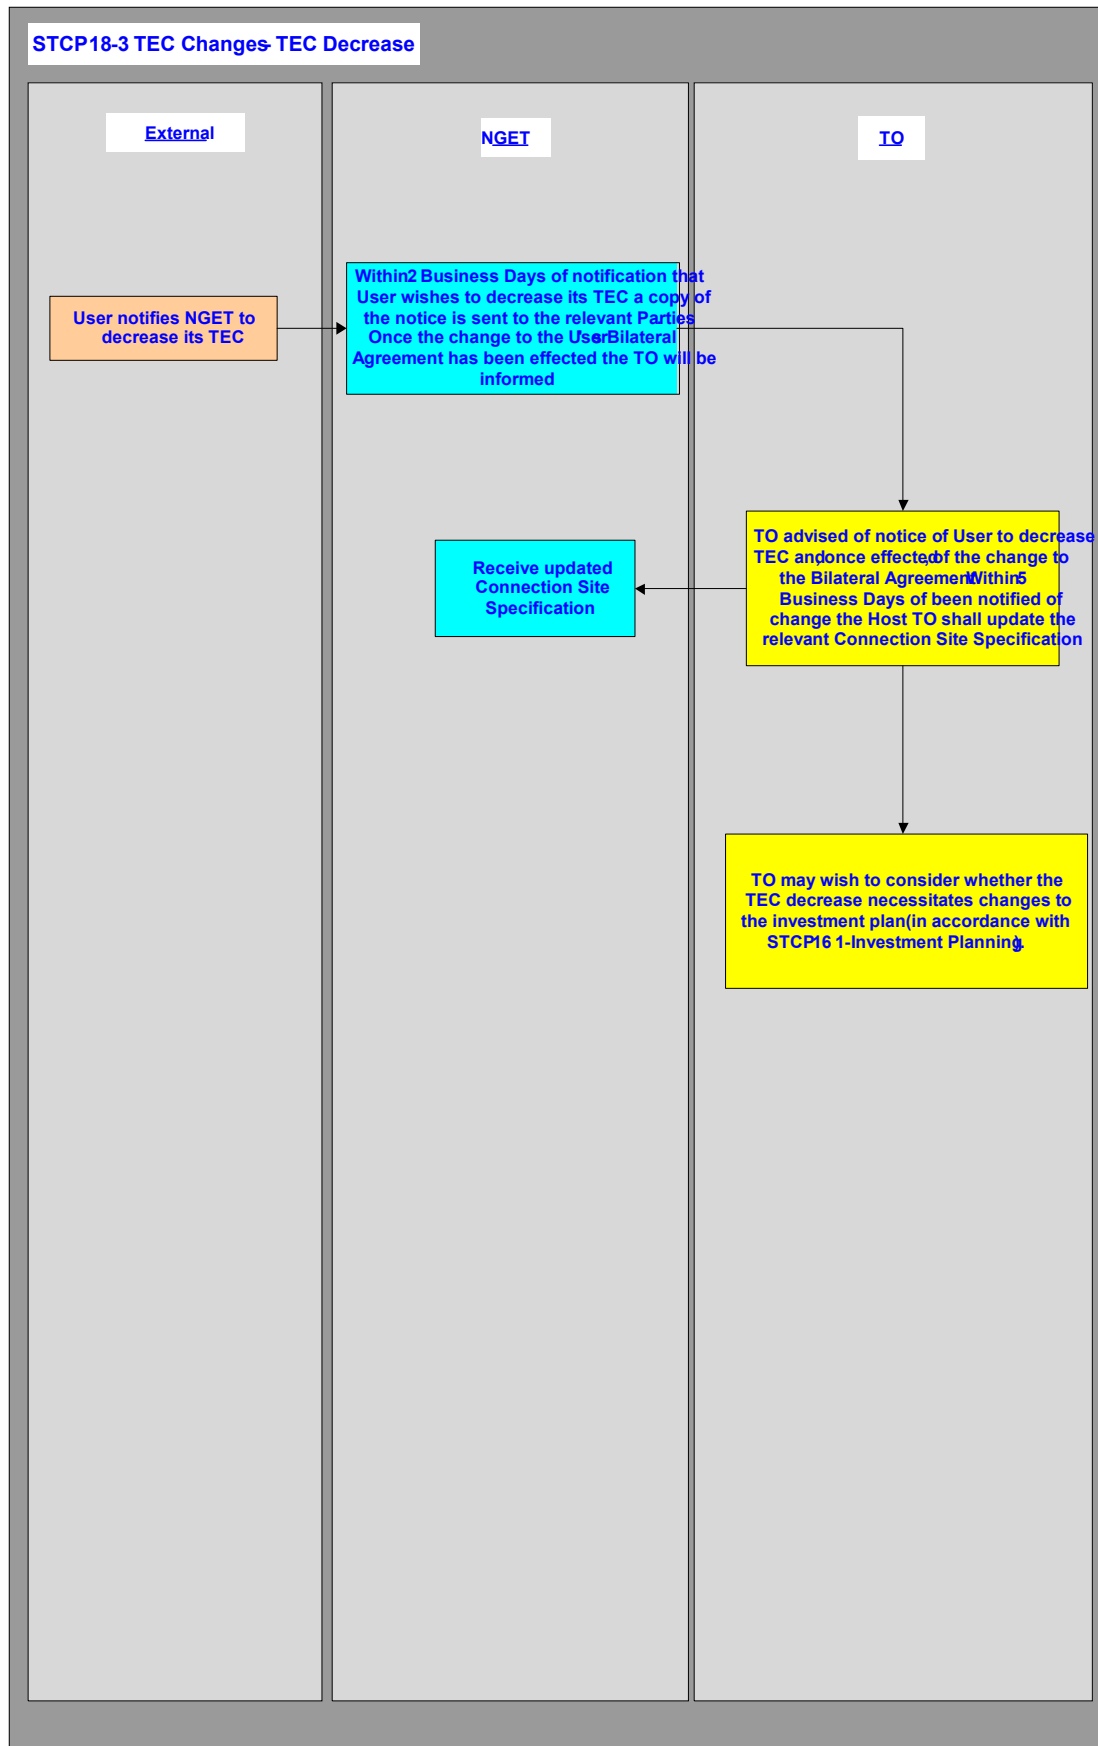 STCP18-3 TEC Changes- TEC Decrease
External
NGET
TO
User notifies NGET to
decrease its TEC
Within2 Business Days of notification that
User wishes to decrease its TEC a copy of
the notice is sent to the relevant Parties.
Once the change to the User's Bilateral
Agreement has been effected the TO will be
informed
TO advised of notice of User to decrease
TEC and, once effected, of the change to
the Bilateral Agreement. Within5
Business Days of been notified of
change the Host TO shall update the
relevant Connection Site Specification
Receive updated
Connection Site
Specification
TO may wish to consider whether the
TEC decrease necessitates changes to
the investment plan(in accordance with
STCP16 1-Investment Planning).